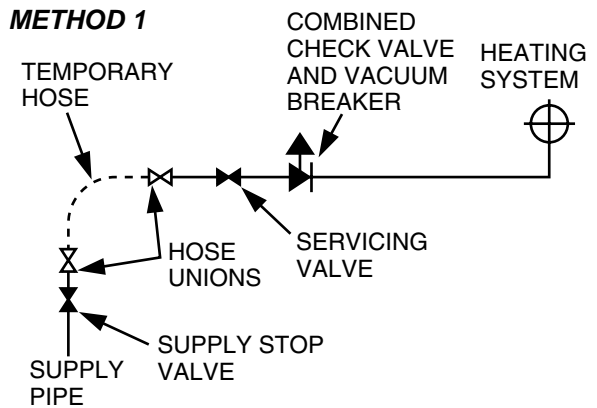 METHOD 1
TEMPORARY
HOSE
COMBINED
CHECK VALVE
AND VACUUM
BREAKER
HEATING
SYSTEM
HOSE
UNIONS
SERVICING
VALVE
SUPPLY STOP
VALVE
SUPPLY
PIPE